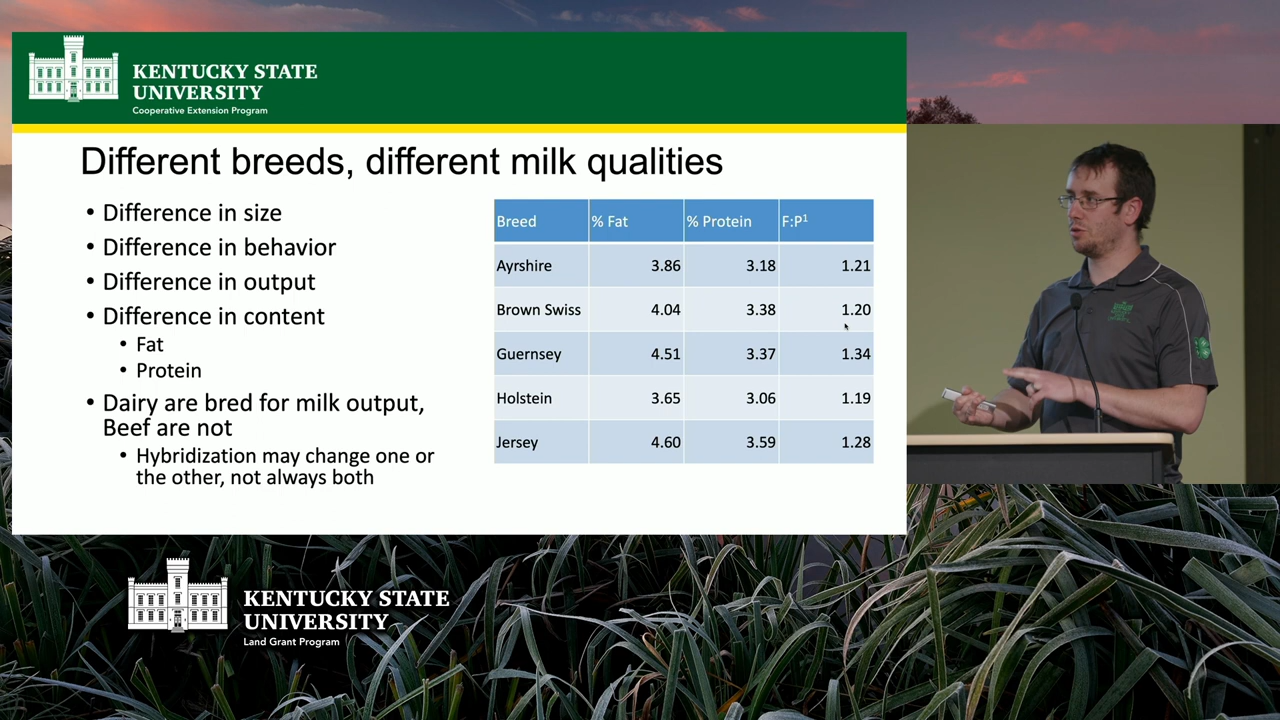 KENTUCKY STATE
UNIVERSITY
Cooperative Extension Program
Different breeds, different milk qualities
• Difference in size
• Difference in behavior
• Difference in output
• Difference in content
• Fat
• Protein
• Dairy are bred for milk output,
Beef are not
• Hybridization may change one or
the other, not always both
Breed % Fat % Protein F:P¹
Ayrshire 3.86 3.18 1.21
Brown Swiss 4.04 3.38 1.20
Guernsey 4.51 3.37 1.34
Holstein 3.65 3.06 1.19
Jersey 4.60 3.59 1.28
KENTUCKY STATE
UNIVERSITY
Land Grant Program